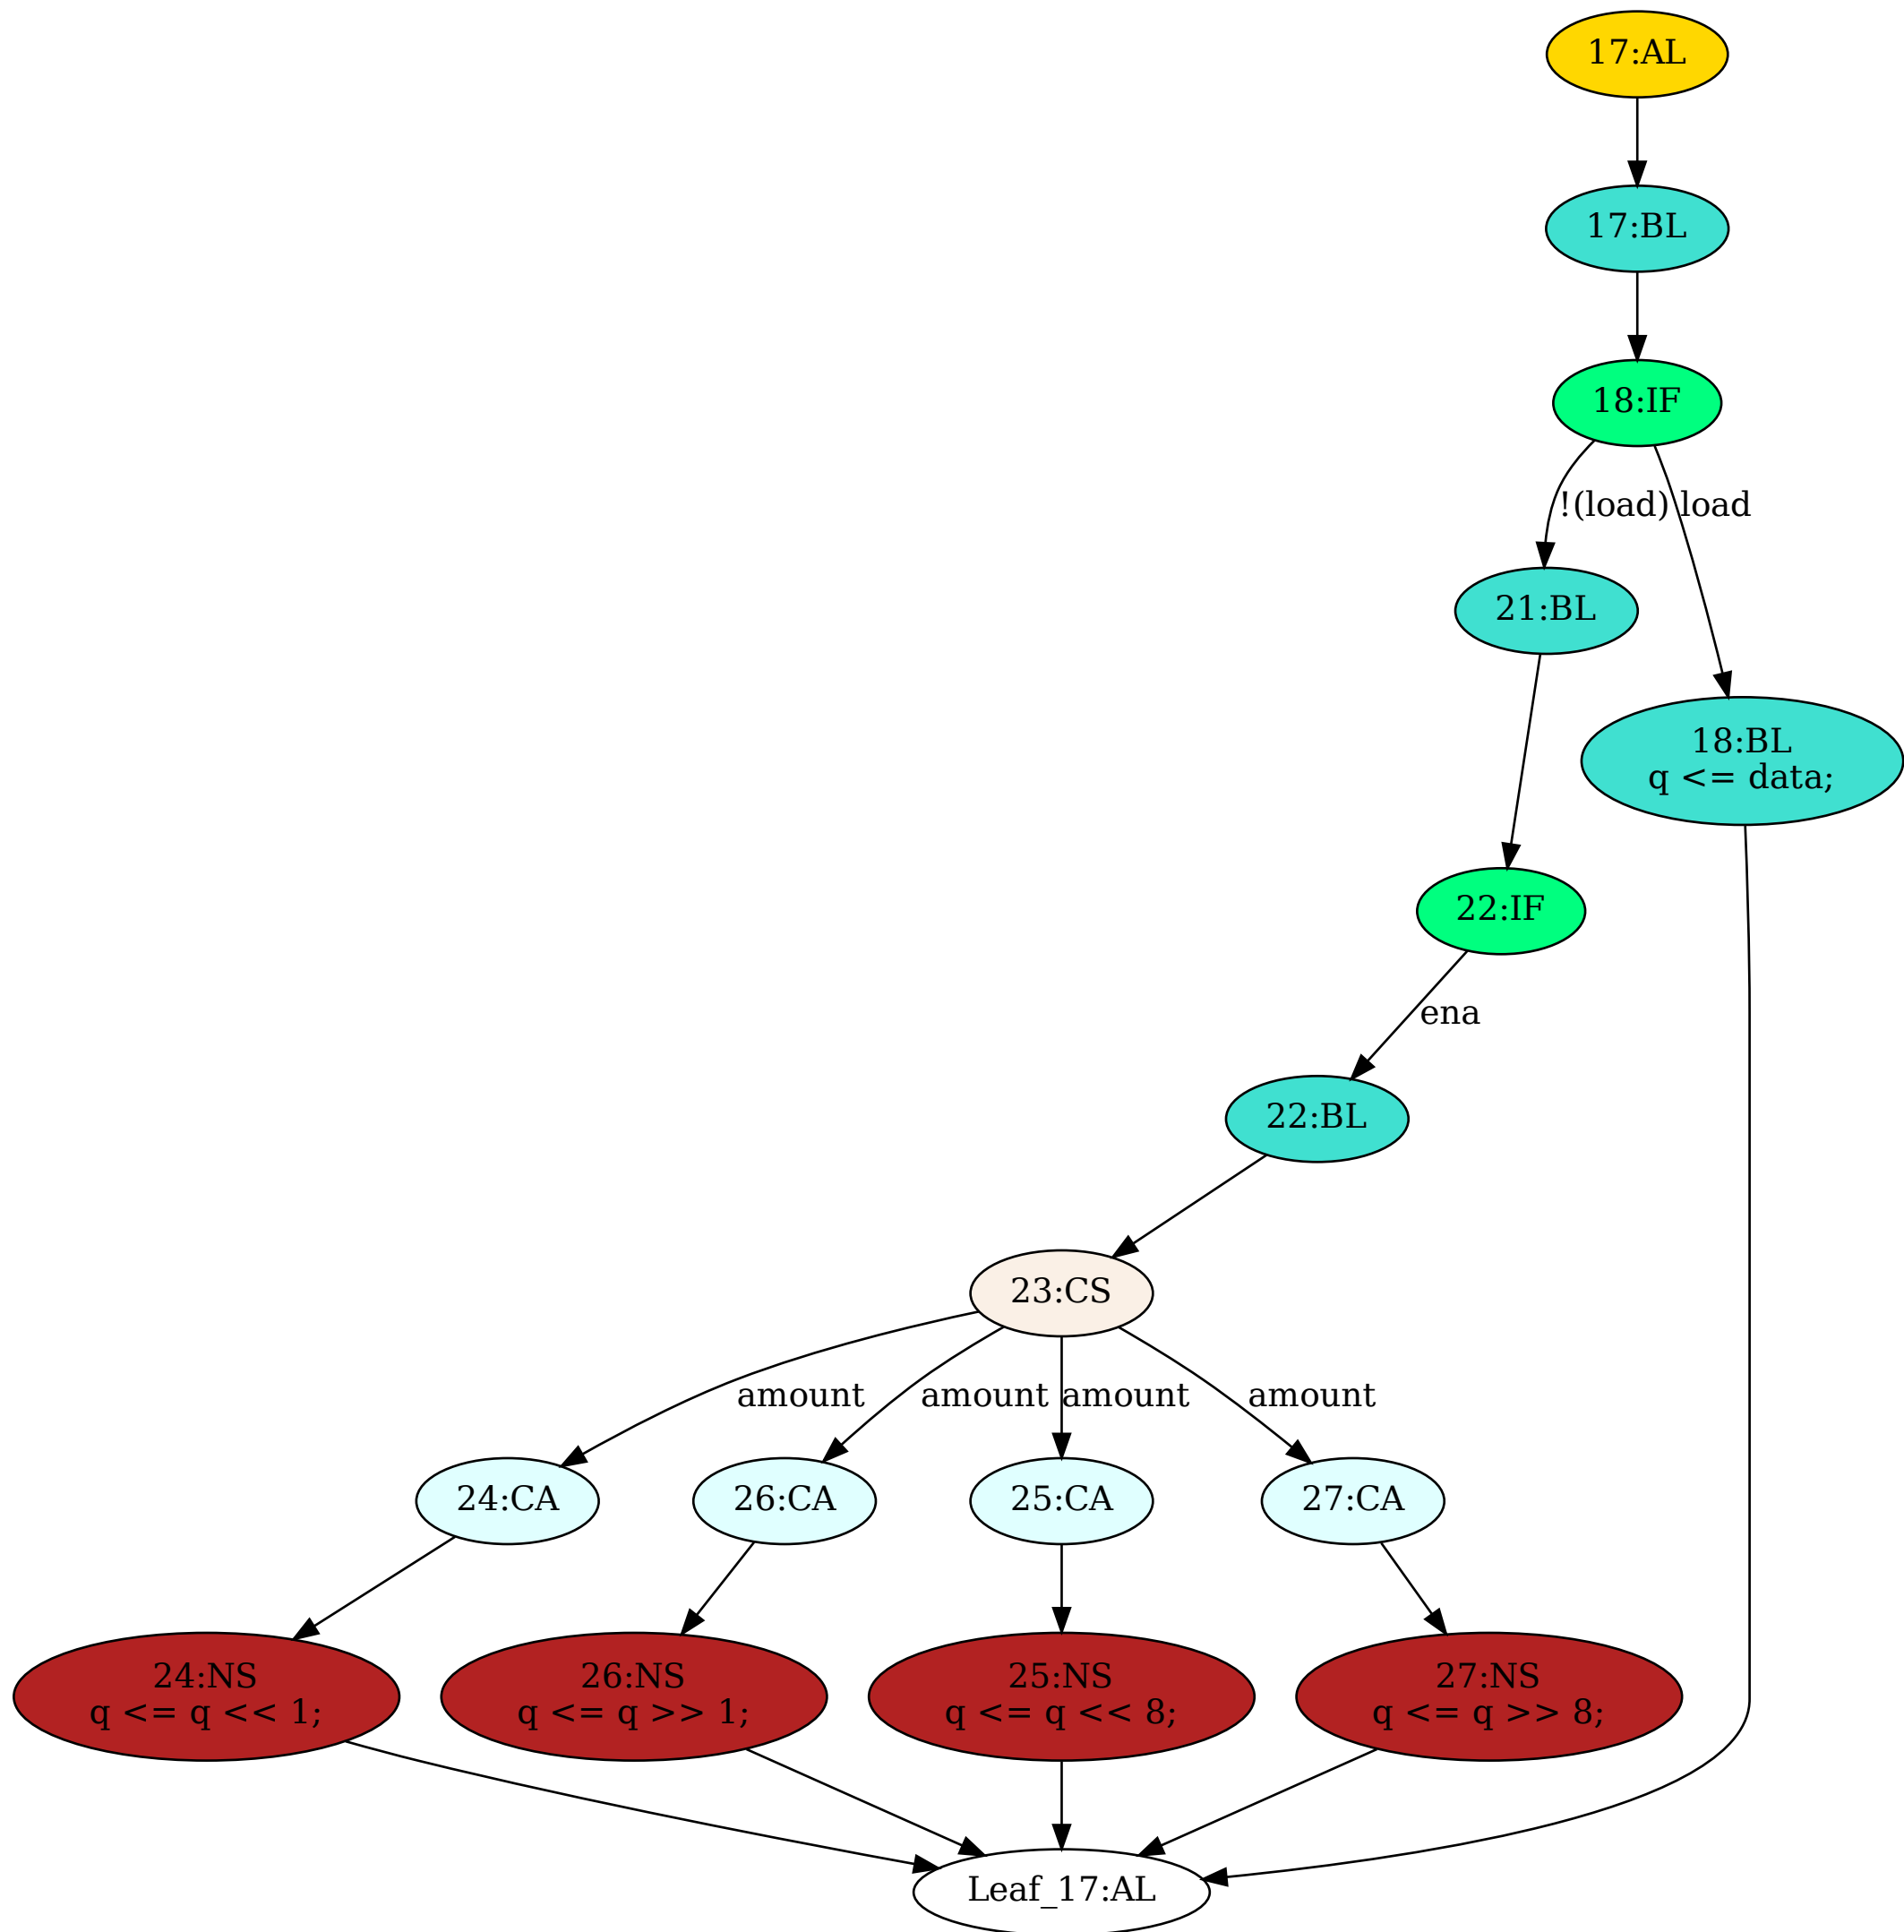 17:AL
17:BL
18:IF
!(load)
load
21:BL
18:BL
q <= data;
22:IF
ena
22:BL
23:CS
amount
amount
amount
amount
24:CA
26:CA
25:CA
27:CA
24:NS
q <= q << 1;
26:NS
q <= q >> 1;
25:NS
q <= q << 8;
27:NS
q <= q >> 8;
Leaf_17:AL